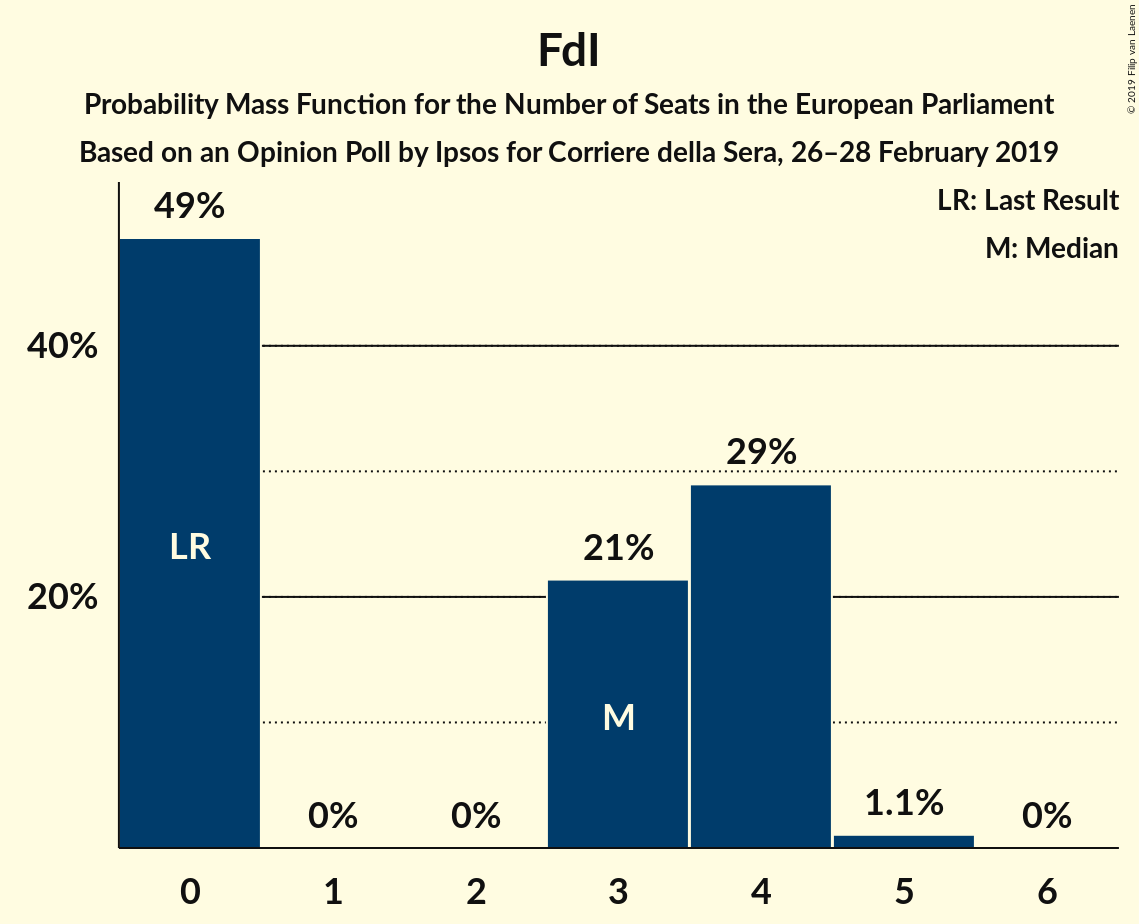 FdI
Probability Mass Function for the Number of Seats in the European Parliament
Based on an Opinion Poll by Ipsos for Corriere della Sera, 26–28 February 2019
© 2019 Filip van Laenen
LR: Last Result
M: Median
49%
40%
29%
21%
20%
LR
M
0%
0%
1.1%
0%
0
1
2
3
4
5
6